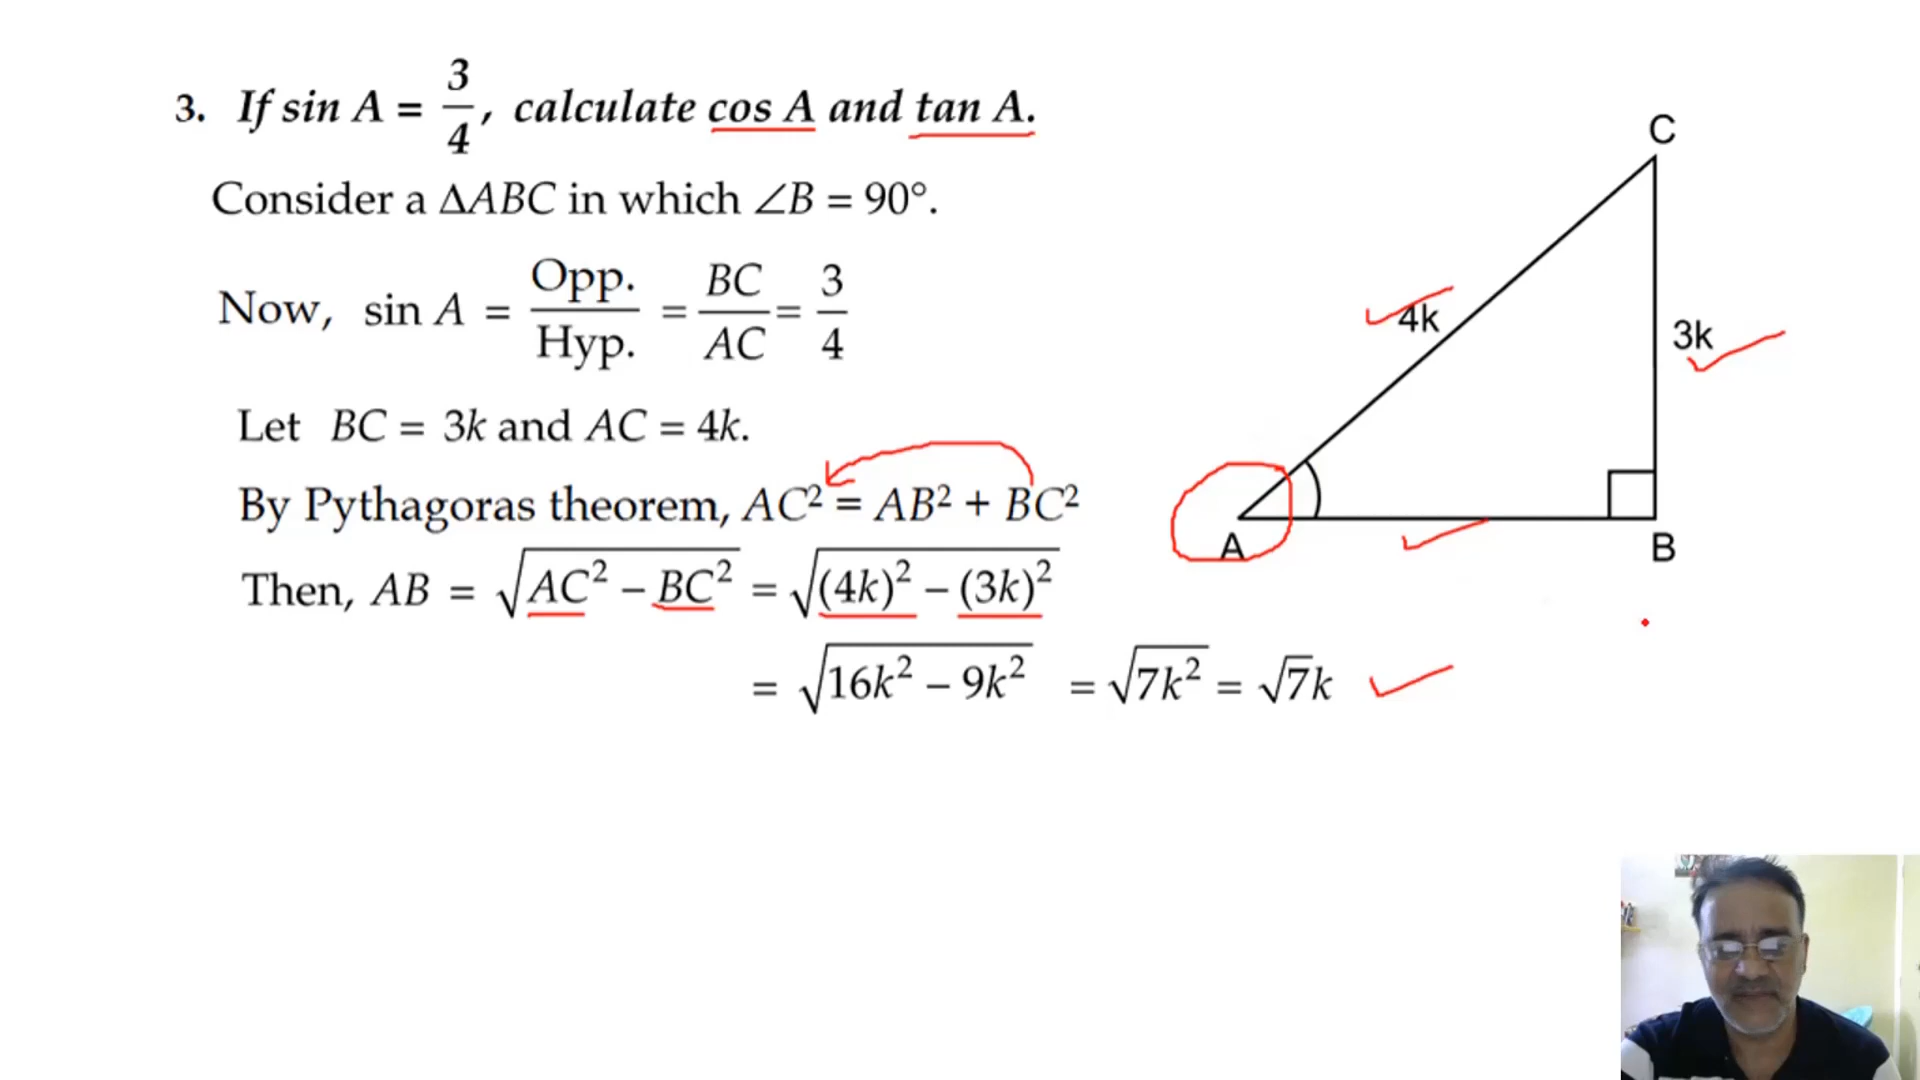 3. If sin A = 3/4, calculate cos A and tan A.
Consider a ΔABC in which ∠B = 90°.
Now, sin A = Opp./Hyp. = BC/AC = 3/4
Let BC = 3k and AC = 4k.
By Pythagoras theorem, AC² = AB² + BC²
Then, AB = √(AC² – BC²) = √((4k)² – (3k)²)
= √(16k² – 9k²) = √(7k²) = √7k
C
4k
3k
A
B